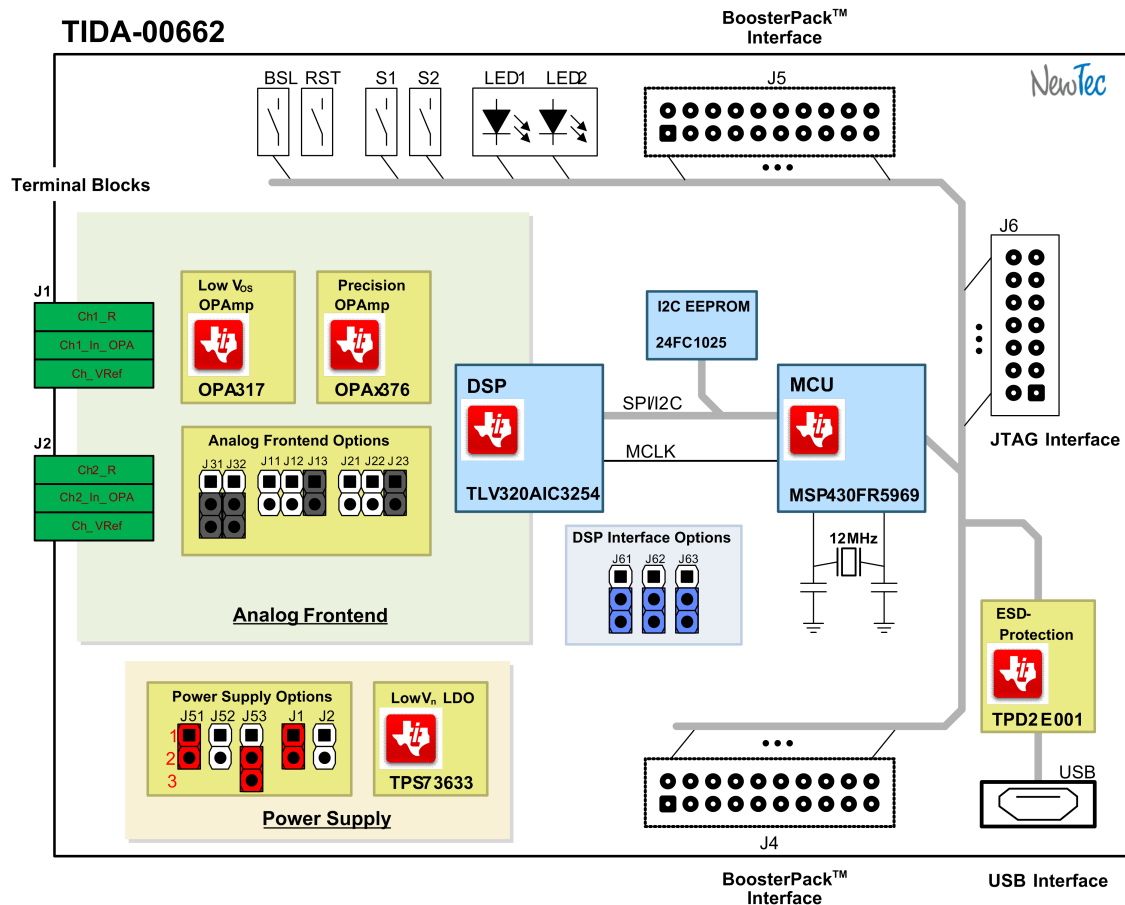 TIDA-00662
BoosterPack™
Interface
NewTec
BSL RST S1 S2 LED1 LED2 J5
Terminal Blocks
J6
J1
Ch1_R
Ch1_In_OPA
Ch_VRef
Low VOS
OPAmp
OPA317
Precision
OPAmp
OPAx376
I2C EEPROM
24FC1025
DSP
TLV320AIC3254
SPI/I2C
MCLK
MCU
MSP430FR5969
JTAG Interface
J2
Ch2_R
Ch2_In_OPA
Ch_VRef
Analog Frontend Options
J31 J32 J11 J12 J13 J21 J22 J23
Analog Frontend
DSP Interface Options
J61 J62 J63
12MHz
ESD-
Protection
TPD2E001
Power Supply Options
J51 J52 J53 J1 J2
1
2
3
LowVn LDO
TPS73633
Power Supply
USB
J4
BoosterPack™
Interface
USB Interface